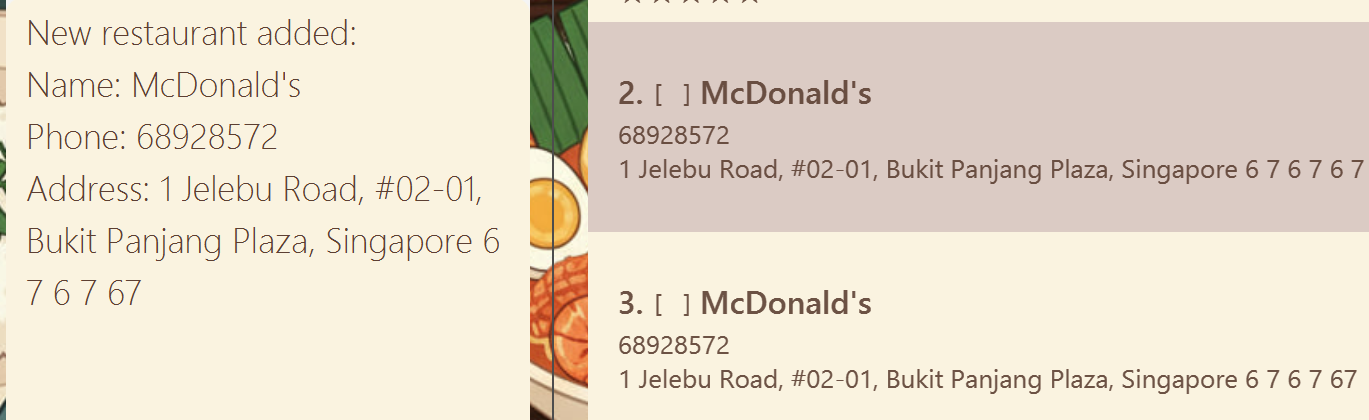 New restaurant added:
Name: McDonald's
Phone: 68928572
Address: 1 Jelebu Road, #02-01,
Bukit Panjang Plaza, Singapore 6
7 6 7 67
★★★★★
2. [ ] McDonald's
68928572
1 Jelebu Road, #02-01, Bukit Panjang Plaza, Singapore 6 7 6 7 6 7
3. [ ] McDonald's
68928572
1 Jelebu Road, #02-01, Bukit Panjang Plaza, Singapore 6 7 6 7 67